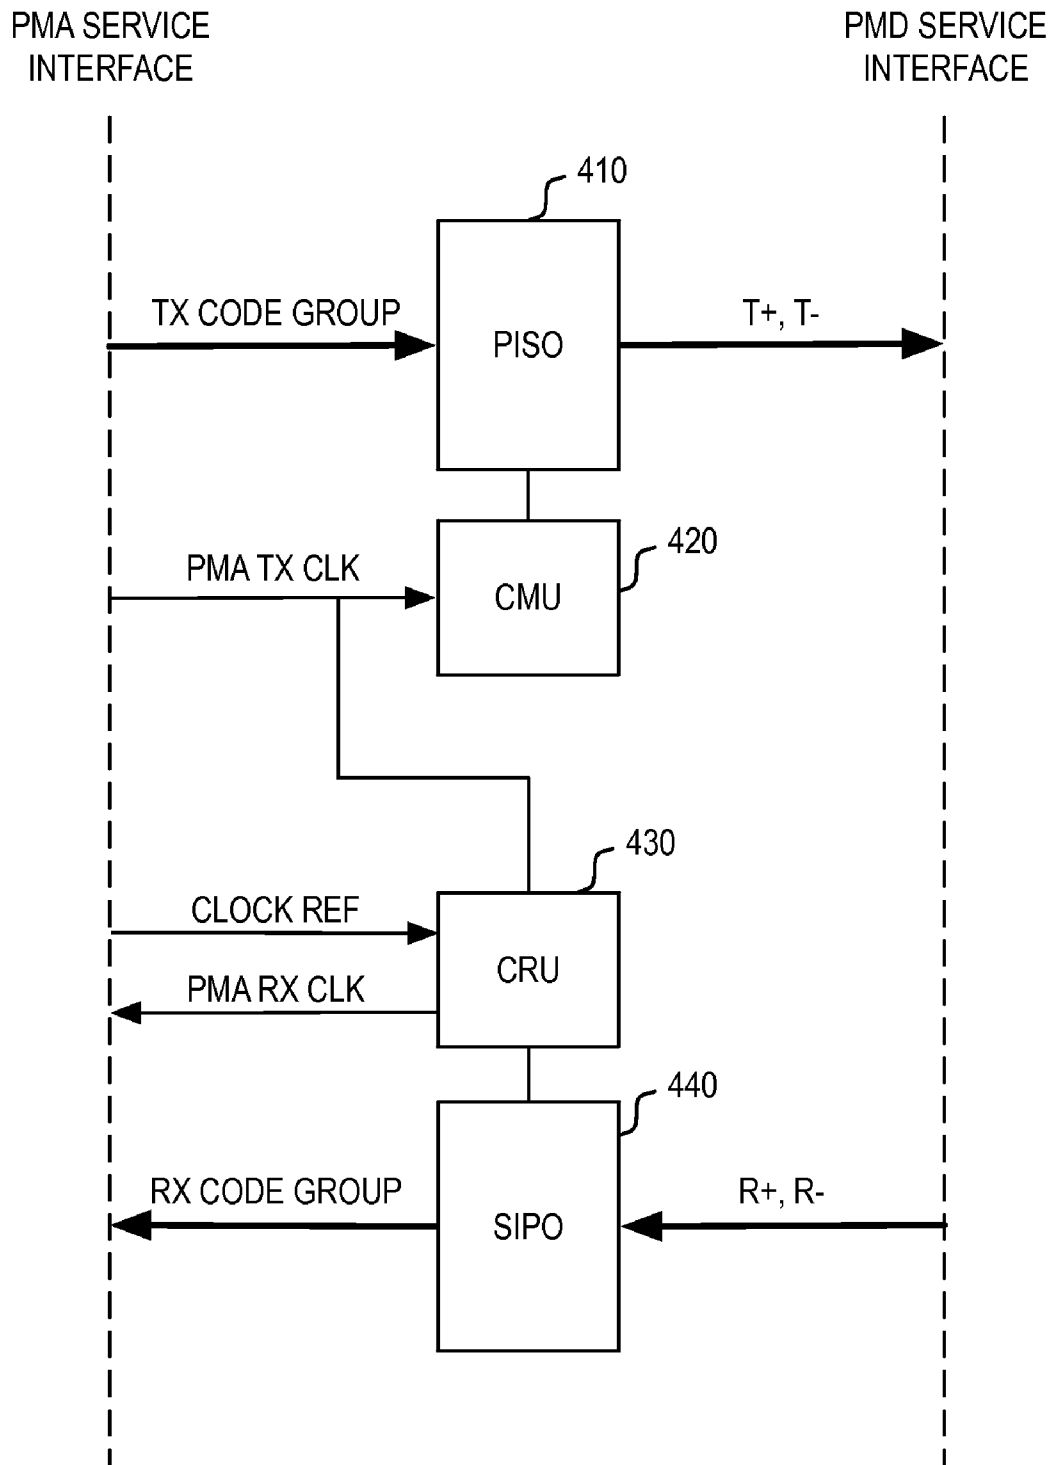 PMA SERVICE
INTERFACE
PMD SERVICE
INTERFACE
410
TX CODE GROUP
PISO
T+, T-
420
PMA TX CLK
CMU
430
CLOCK REF
CRU
PMA RX CLK
440
RX CODE GROUP
SIPO
R+, R-